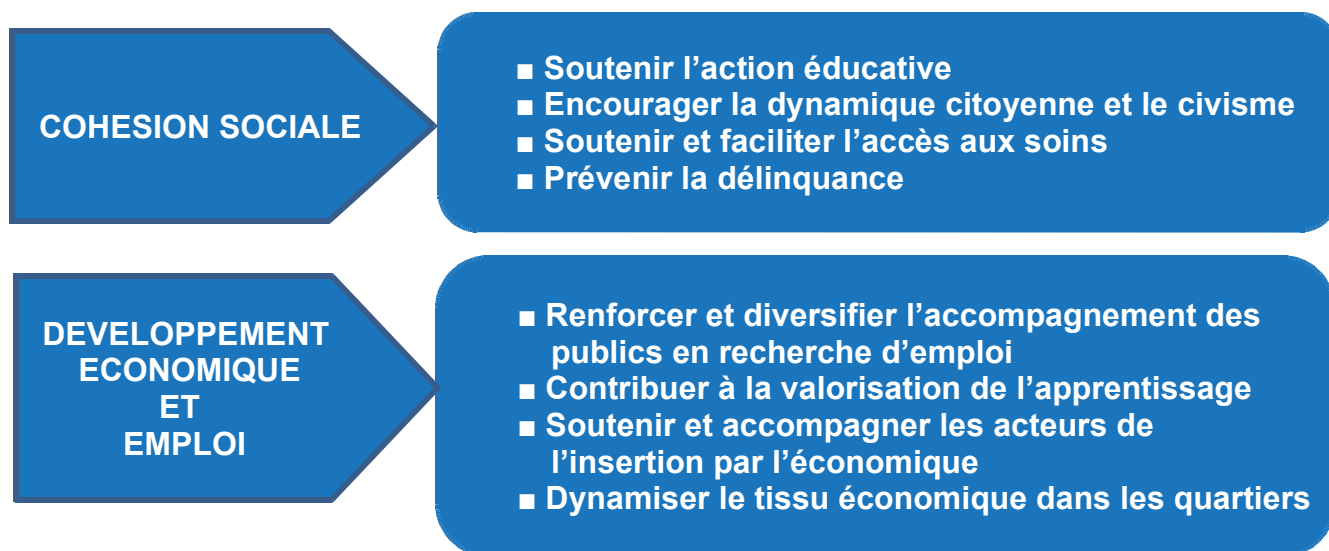 COHESION SOCIALE
■ Soutenir l’action éducative
■ Encourager la dynamique citoyenne et le civisme
■ Soutenir et faciliter l’accès aux soins
■ Prévenir la délinquance
DEVELOPPEMENT
ECONOMIQUE
ET
EMPLOI
■ Renforcer et diversifier l’accompagnement des
publics en recherche d’emploi
■ Contribuer à la valorisation de l’apprentissage
■ Soutenir et accompagner les acteurs de
l’insertion par l’économique
■ Dynamiser le tissu économique dans les quartiers